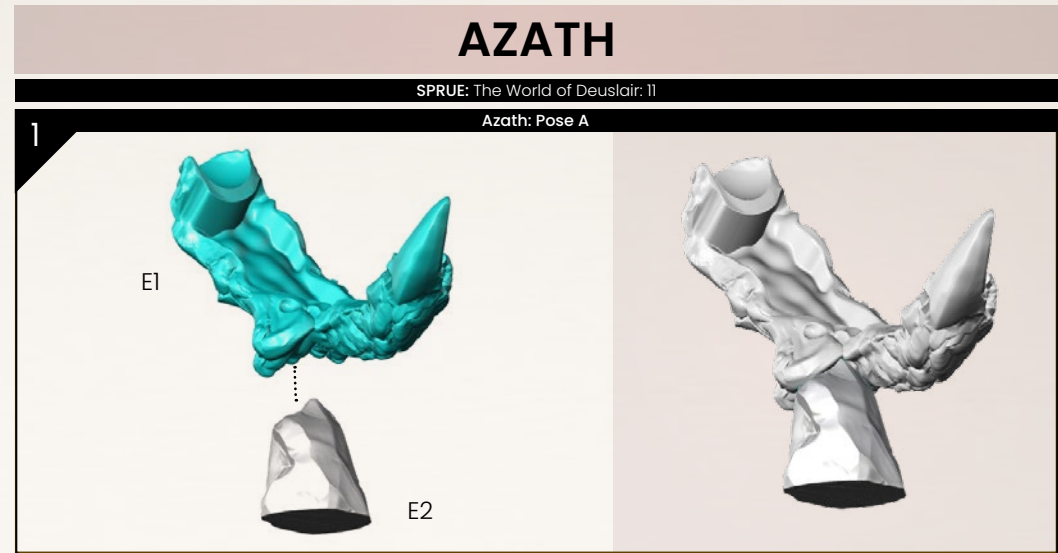 AZATH
SPRUE: The World of Deuslair: 11
Azath: Pose A
1
E1
E2